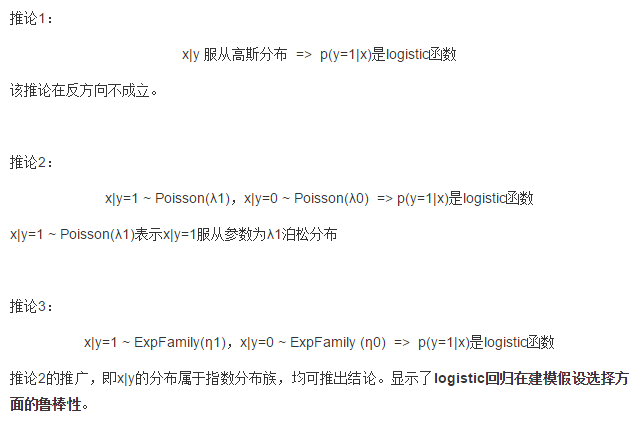 推论1：
x|y 服从高斯分布 => p(y=1|x)是logistic函数
该推论在反方向不成立。
推论2：
x|y=1 ~ Poisson(λ1)，x|y=0 ~ Poisson(λ0) => p(y=1|x)是logistic函数
x|y=1 ~ Poisson(λ1)表示x|y=1服从参数为λ1泊松分布
推论3：
x|y=1 ~ ExpFamily(η1)，x|y=0 ~ ExpFamily (η0) => p(y=1|x)是logistic函数
推论2的推广，即x|y的分布属于指数分布族，均可推出结论。显示了logistic回归在建模假设选择方
面的鲁棒性。